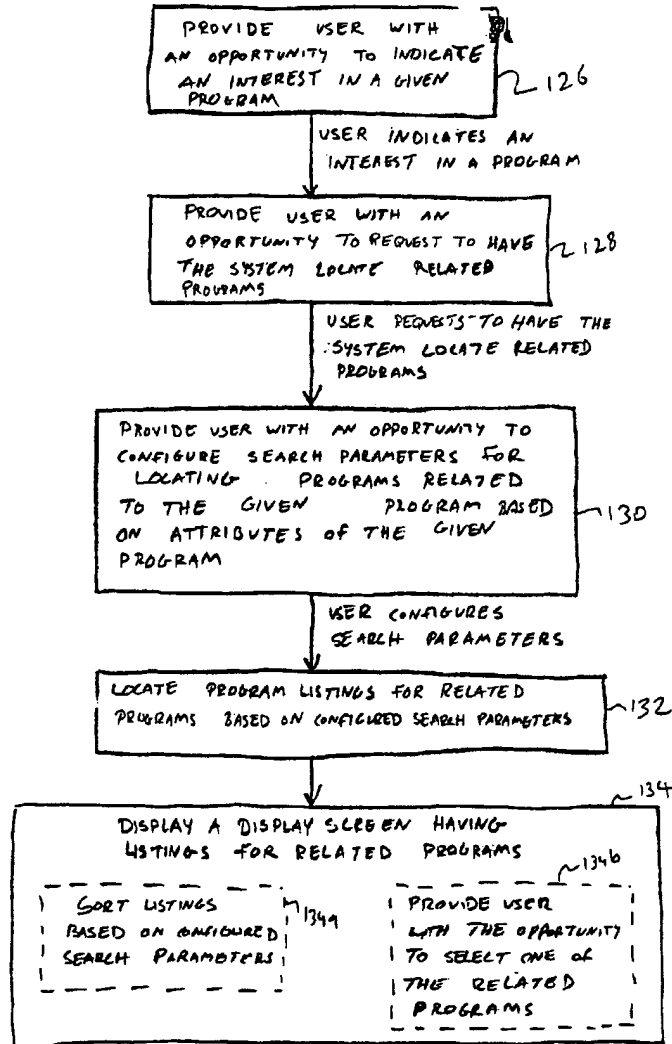 PROVIDE USER WITH
AN OPPORTUNITY TO INDICATE
AN INTEREST IN A GIVEN
PROGRAM
126
USER INDICATES AN
INTEREST IN A PROGRAM
PROVIDE USER WITH AN
OPPORTUNITY TO REQUEST TO HAVE
THE SYSTEM LOCATE RELATED
PROGRAMS
128
USER REQUESTS TO HAVE THE
SYSTEM LOCATE RELATED
PROGRAMS
PROVIDE USER WITH AN OPPORTUNITY TO
CONFIGURE SEARCH PARAMETERS FOR
LOCATING PROGRAMS RELATED
TO THE GIVEN PROGRAM BASED
ON ATTRIBUTES OF THE GIVEN
PROGRAM
130
USER CONFIGURES
SEARCH PARAMETERS
LOCATE PROGRAM LISTINGS FOR RELATED
PROGRAMS BASED ON CONFIGURED SEARCH PARAMETERS
132
134
DISPLAY A DISPLAY SCREEN HAVING
LISTINGS FOR RELATED PROGRAMS
SORT LISTINGS
BASED ON CONFIGURED
SEARCH PARAMETERS
134a
134b
PROVIDE USER
WITH THE OPPORTUNITY
TO SELECT ONE OF
THE RELATED
PROGRAMS